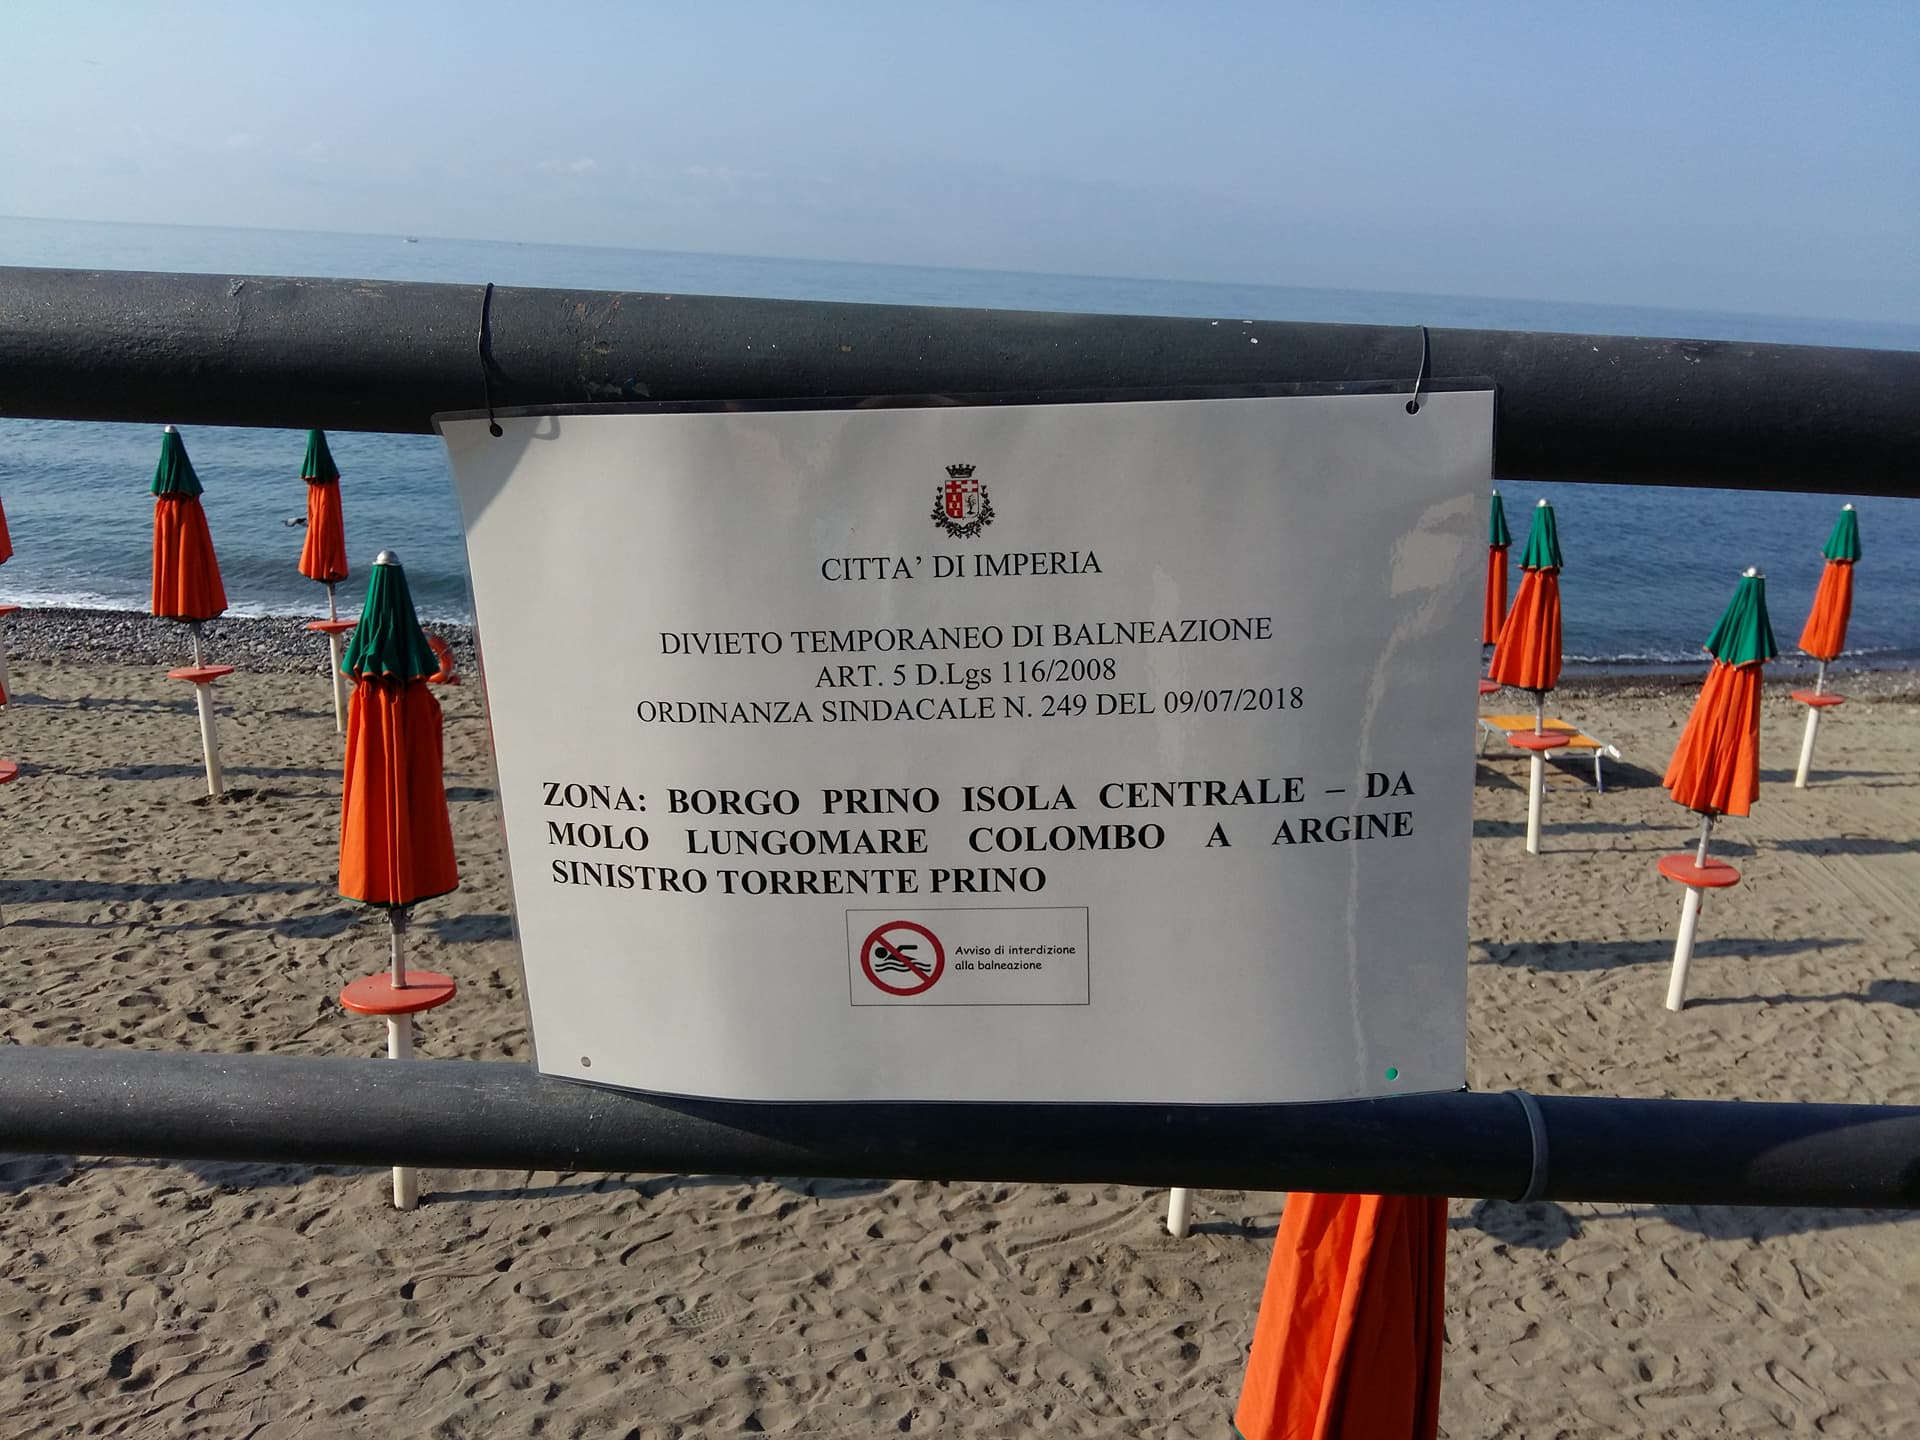 CITTA' DI IMPERIA
DIVIETO TEMPORANEO DI BALNEAZIONE
ART. 5 D.Lgs 116/2008
ORDINANZA SINDACALE N. 249 DEL 09/07/2018
ZONA: BORGO PRINO ISOLA CENTRALE – DA
MOLO LUNGOMARE COLOMBO A ARGINE
SINISTRO TORRENTE PRINO
Avviso di interdizione
alla balneazione